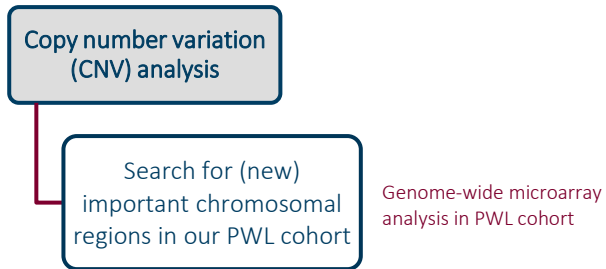 Copy number variation
(CNV) analysis
Search for (new)
important chromosomal
regions in our PWL cohort
Genome-wide microarray
analysis in PWL cohort